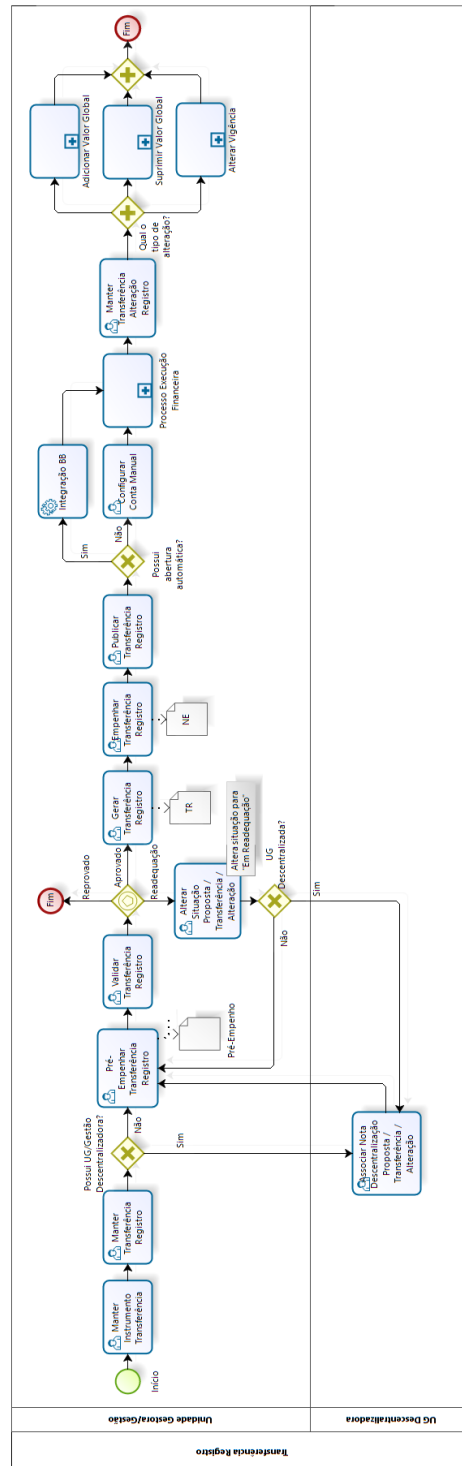 Transferência Registro
Unidade Gestora/Gestão
UG Descentralizadora
Início
Manter
Instrumento
Transferência
Manter
Transferência
Registro
Possui UG/Gestão
Descentralizadora?
Não
Sim
Associar Nota
Descentralização
Proposta /
Transferência /
Alteração
Pré-
Empenhar
Transferência
Registro
Pré-Empenho
Validar
Transferência
Registro
Reprovado
Fim
Aprovado
Readequação
Alterar
Situação
Proposta /
Transferência /
Alteração
Altera situação para
"Em Readequação"
UG
Descentralizada?
Não
Sim
Gerar
Transferência
Registro
TR
Empenhar
Transferência
Registro
NE
Publicar
Transferência
Registro
Possui
abertura
automática?
Sim
Não
Integração BB
Configurar
Conta Manual
Processo Execução
Financeira
Manter
Transferência
Alteração
Registro
Qual o
tipo de
alteração?
Adicionar Valor Global
Suprimir Valor Global
Alterar Vigência
Fim